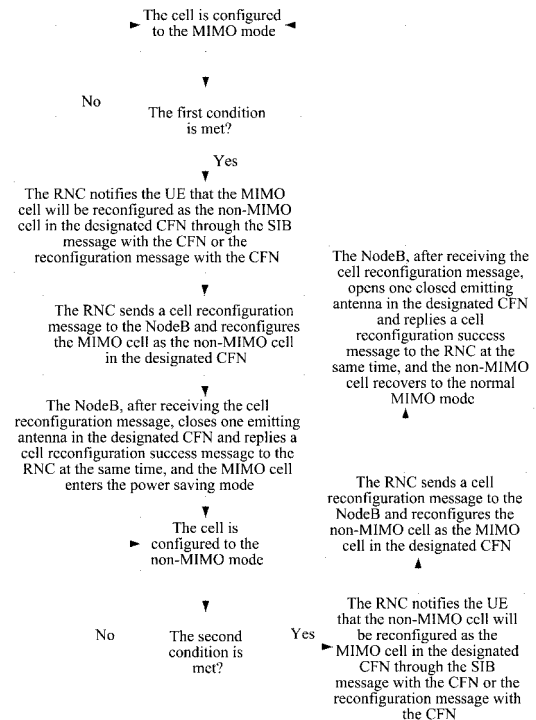 The cell is configured
to the MIMO mode
No
The first condition
is met?
Yes
The RNC notifies the UE that the MIMO
cell will be reconfigured as the non-MIMO
cell in the designated CFN through the SIB
message with the CFN or the
reconfiguration message with the CFN
The RNC sends a cell reconfiguration
message to the NodeB and reconfigures
the MIMO cell as the non-MIMO cell
in the designated CFN
The NodeB, after receiving the cell
reconfiguration message, closes one emitting
antenna in the designated CFN and replies a
cell reconfiguration success message to the
RNC at the same time, and the MIMO cell
enters the power saving mode
The cell is
configured to the
non-MIMO mode
No
The second
condition is
met?
Yes
The RNC notifies the UE
that the non-MIMO cell will
be reconfigured as the
MIMO cell in the designated
CFN through the SIB
message with the CFN or the
reconfiguration message with
the CFN
The RNC sends a cell
reconfiguration message to the
NodeB and reconfigures the
non-MIMO cell as the MIMO
cell in the designated CFN
The NodeB, after receiving the
cell reconfiguration message,
opens one closed emitting
antenna in the designated CFN
and replies a cell
reconfiguration success
message to the RNC at the
same time, and the non-MIMO
cell recovers to the normal
MIMO mode